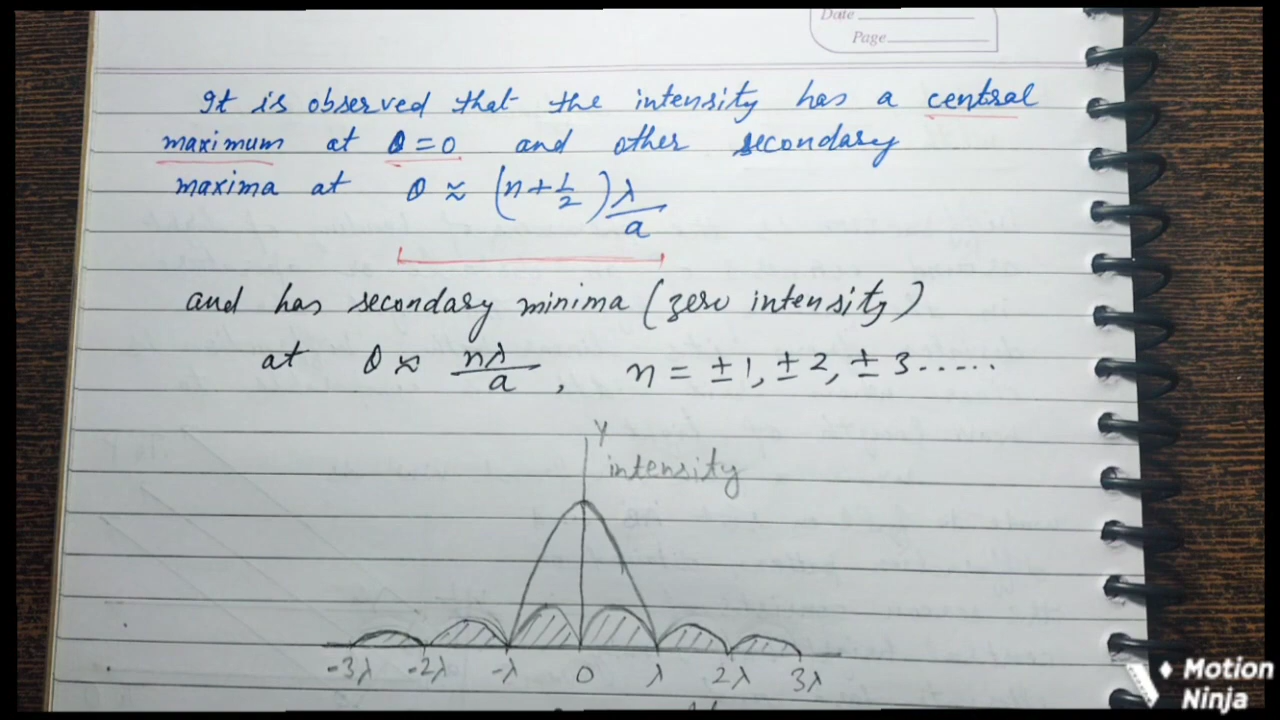 Date
Page
It is observed that the intensity has a central
maximum at θ = 0 and other secondary
maxima at θ ≈ (n + 1/2) λ/a
and has secondary minima (zero intensity)
at θ ≈ nλ/a , n = ±1, ±2, ±3.....
Y
intensity
-3λ -2λ -λ 0 λ 2λ 3λ
Motion
Ninja